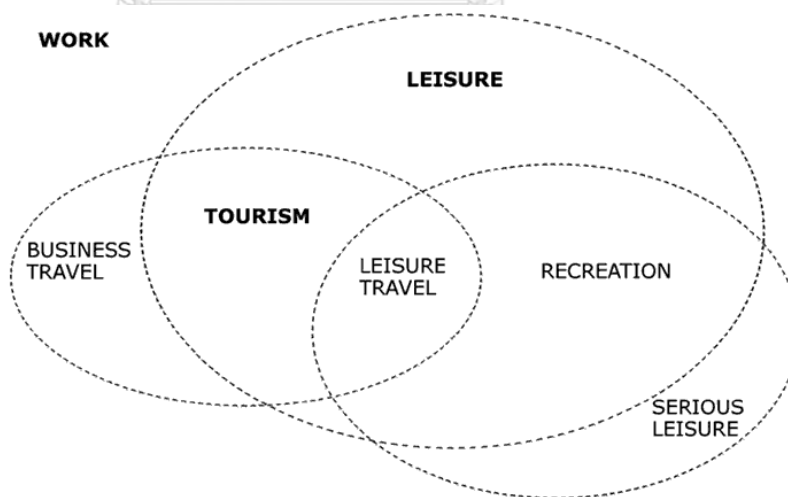 WORK
LEISURE
TOURISM
BUSINESS
TRAVEL
LEISURE
TRAVEL
RECREATION
SERIOUS
LEISURE